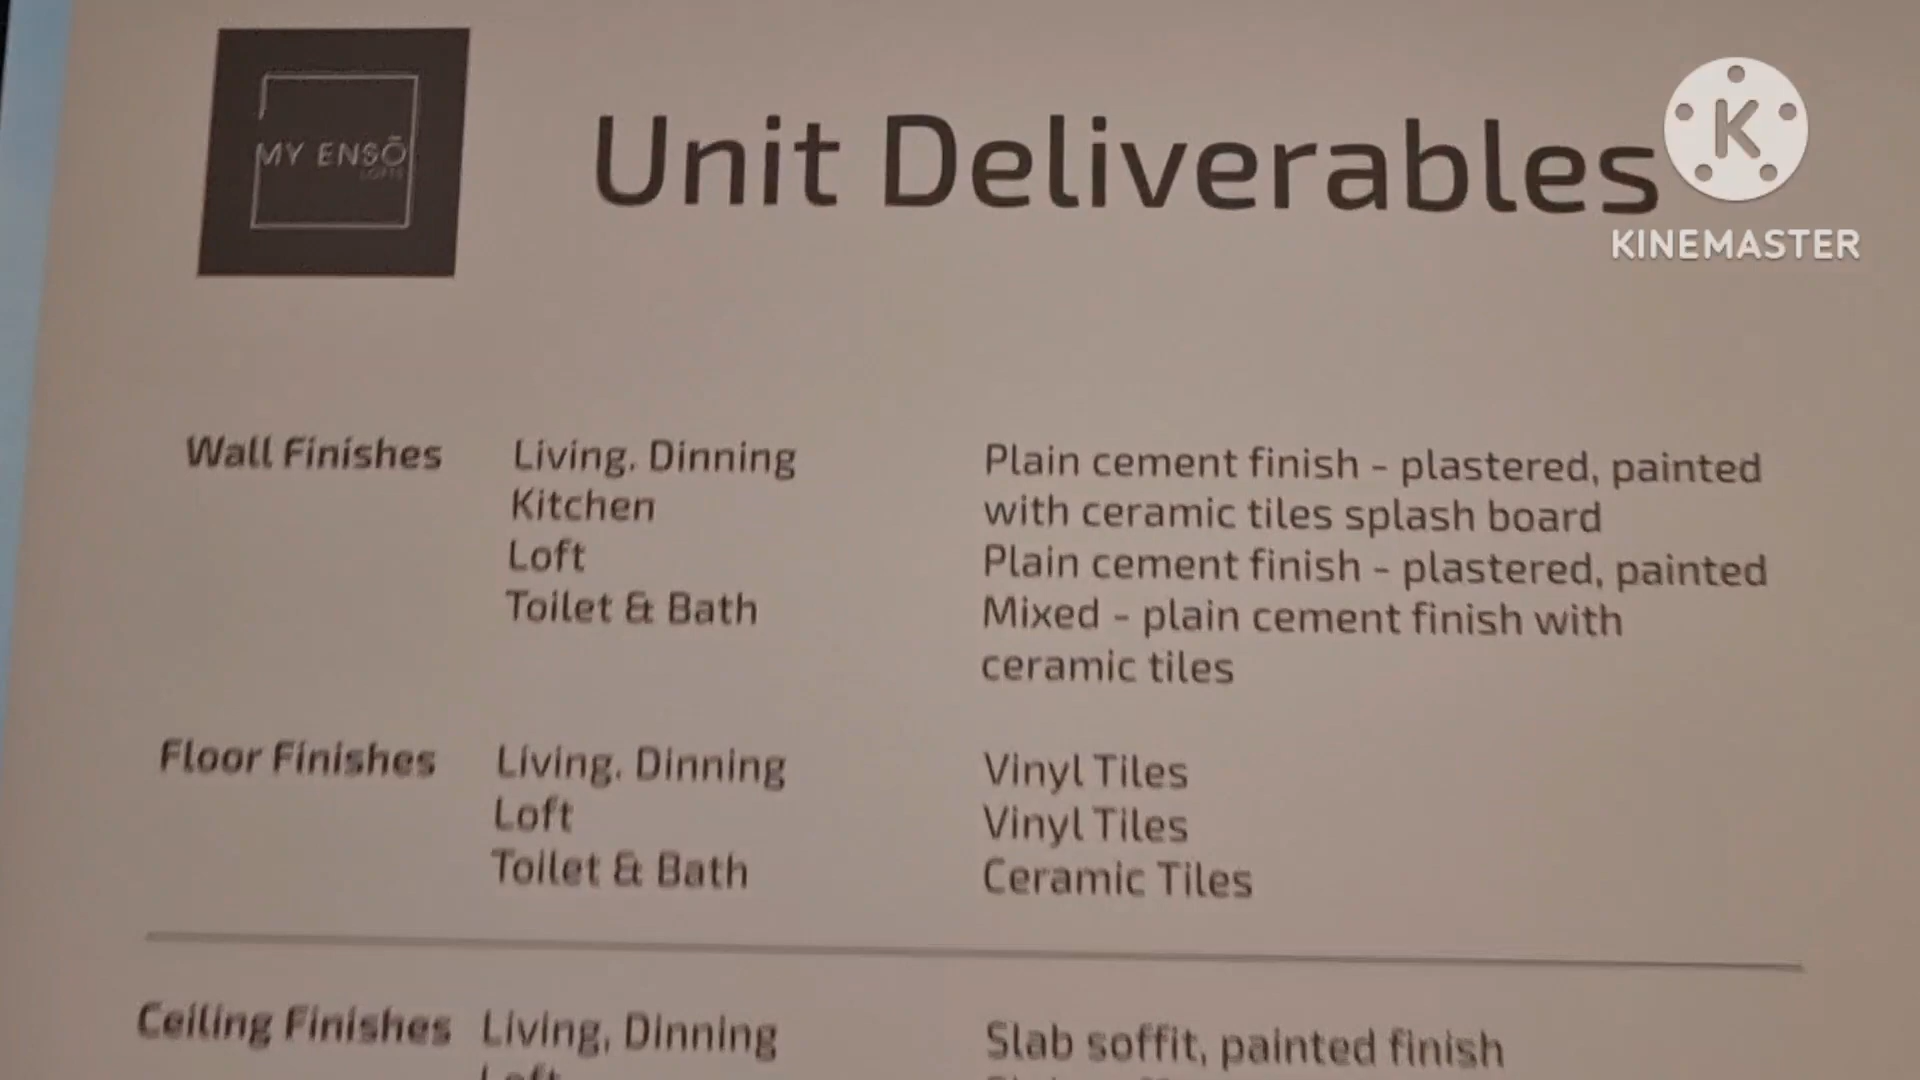 MY ENSŌ
LOFTS
Unit Deliverables
K
KINEMASTER
Wall Finishes Living. Dinning Plain cement finish - plastered, painted
Kitchen with ceramic tiles splash board
Loft Plain cement finish - plastered, painted
Toilet & Bath Mixed - plain cement finish with
ceramic tiles
Floor Finishes Living. Dinning Vinyl Tiles
Loft Vinyl Tiles
Toilet & Bath Ceramic Tiles
Ceiling Finishes Living, Dinning Slab soffit, painted finish
Loft